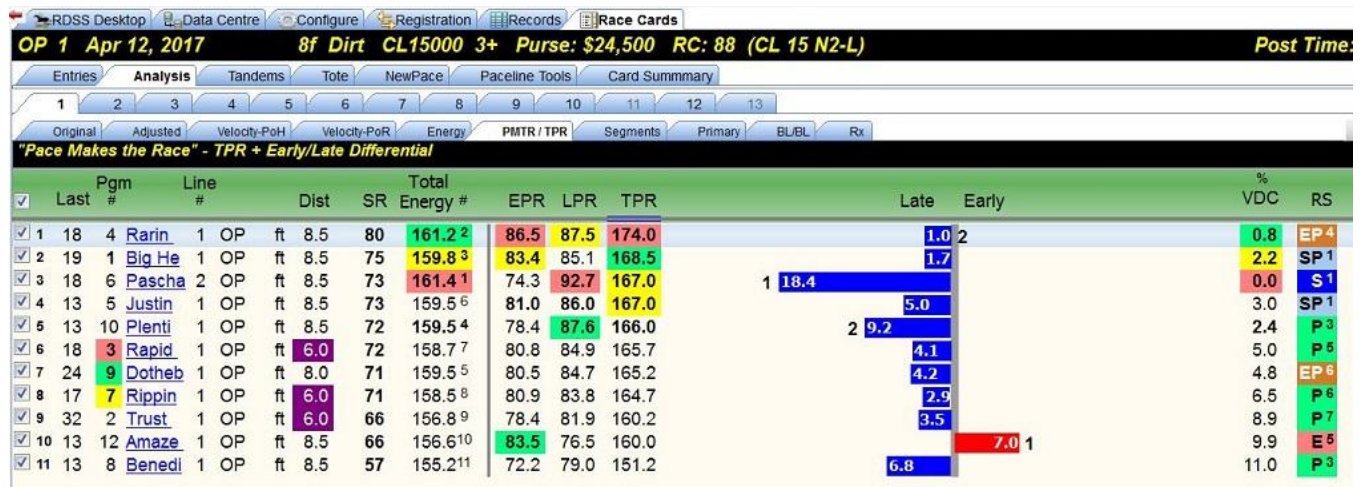 RDSS Desktop Data Centre Configure Registration Records Race Cards
OP 1 Apr 12, 2017 8f Dirt CL15000 3+ Purse: $24,500 RC: 88 (CL 15 N2-L) Post Time:
Entries Analysis Tandems Tote NewPace Paceline Tools Card Summmary
1 2 3 4 5 6 7 8 9 10 11 12 13
Original Adjusted Velocity-PoH Velocity-PoR Energy PMTR / TPR Segments Primary BL/BL Rx
"Pace Makes the Race" - TPR + Early/Late Differential
Last Pgm # Line # Dist SR Total Energy # EPR LPR TPR Late Early % VDC RS
1 18 4 Rarin 1 OP ft 8.5 80 161.2 2 86.5 87.5 174.0 1.0 2 0.8 EP 4
2 19 1 Big He 1 OP ft 8.5 75 159.8 3 83.4 85.1 168.5 1.7 2.2 SP 1
3 18 6 Pascha 2 OP ft 8.5 73 161.4 1 74.3 92.7 167.0 1 18.4 0.0 S 1
4 13 5 Justin 1 OP ft 8.5 73 159.5 6 81.0 86.0 167.0 5.0 3.0 SP 1
5 13 10 Plenti 1 OP ft 8.5 72 159.5 4 78.4 87.6 166.0 2 9.2 2.4 P 3
6 18 3 Rapid 1 OP ft 6.0 72 158.7 7 80.8 84.9 165.7 4.1 5.0 P 5
7 24 9 Dotheb 1 OP ft 8.0 71 159.5 5 80.5 84.7 165.2 4.2 4.8 EP 6
8 17 7 Rippin 1 OP ft 6.0 71 158.5 8 80.9 83.8 164.7 2.9 6.5 P 6
9 32 2 Trust 1 OP ft 6.0 66 156.8 9 78.4 81.9 160.2 3.5 8.9 P 7
10 13 12 Amaze 1 OP ft 8.5 66 156.6 10 83.5 76.5 160.0 7.0 1 9.9 E 5
11 13 8 Benedi 1 OP ft 8.5 57 155.2 11 72.2 79.0 151.2 6.8 11.0 P 3